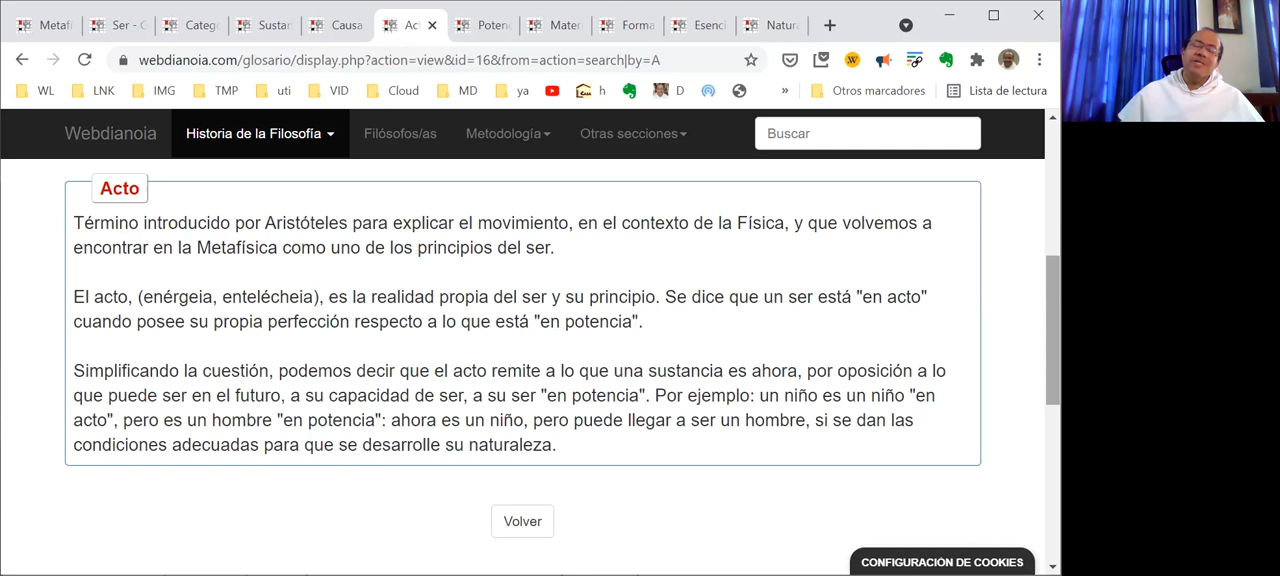 Metaf
Ser - G
Catego
Sustan
Causa
Ac
Poten
Mater
Forma
Esenci
Natura
webdianoia.com/glosario/display.php?action=view&id=16&from=action=search|by=A
WL
LNK
IMG
TMP
uti
VID
Cloud
MD
ya
h
D
»
Otros marcadores
Lista de lectura
Webdianoia
Historia de la Filosofía
Filósofos/as
Metodología
Otras secciones
Buscar
Acto
Término introducido por Aristóteles para explicar el movimiento, en el contexto de la Física, y que volvemos a
encontrar en la Metafísica como uno de los principios del ser.
El acto, (enérgeia, entelécheia), es la realidad propia del ser y su principio. Se dice que un ser está "en acto"
cuando posee su propia perfección respecto a lo que está "en potencia".
Simplificando la cuestión, podemos decir que el acto remite a lo que una sustancia es ahora, por oposición a lo
que puede ser en el futuro, a su capacidad de ser, a su ser "en potencia". Por ejemplo: un niño es un niño "en
acto", pero es un hombre "en potencia": ahora es un niño, pero puede llegar a ser un hombre, si se dan las
condiciones adecuadas para que se desarrolle su naturaleza.
Volver
CONFIGURACIÓN DE COOKIES